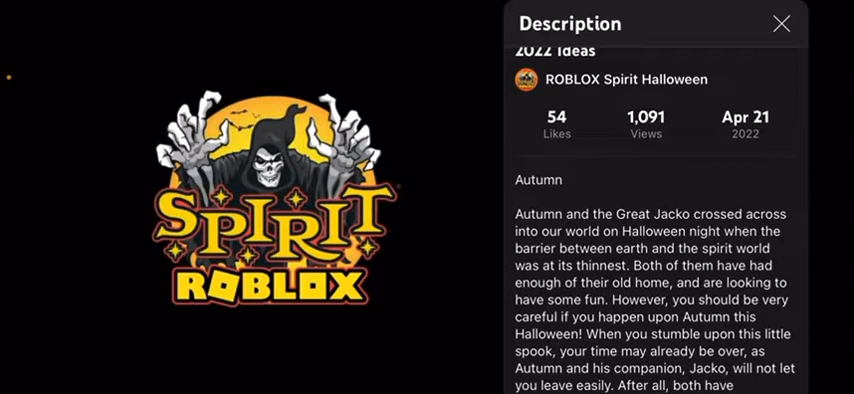 SPIRIT
ROBLOX
Description
2022 Ideas
ROBLOX Spirit Halloween
54
1,091
Apr 21
Likes
Views
2022
Autumn
Autumn and the Great Jacko crossed across
into our world on Halloween night when the
barrier between earth and the spirit world
was at its thinnest. Both of them have had
enough of their old home, and are looking to
have some fun. However, you should be very
careful if you happen upon Autumn this
Halloween! When you stumble upon this little
spook, your time may already be over, as
Autumn and his companion, Jacko, will not let
you leave easily. After all, both have